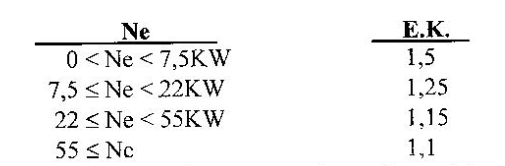 Ne E.K.
0 < Ne < 7,5KW 1,5
7,5 ≤ Ne < 22KW 1,25
22 ≤ Ne < 55KW 1,15
55 ≤ Ne 1,1